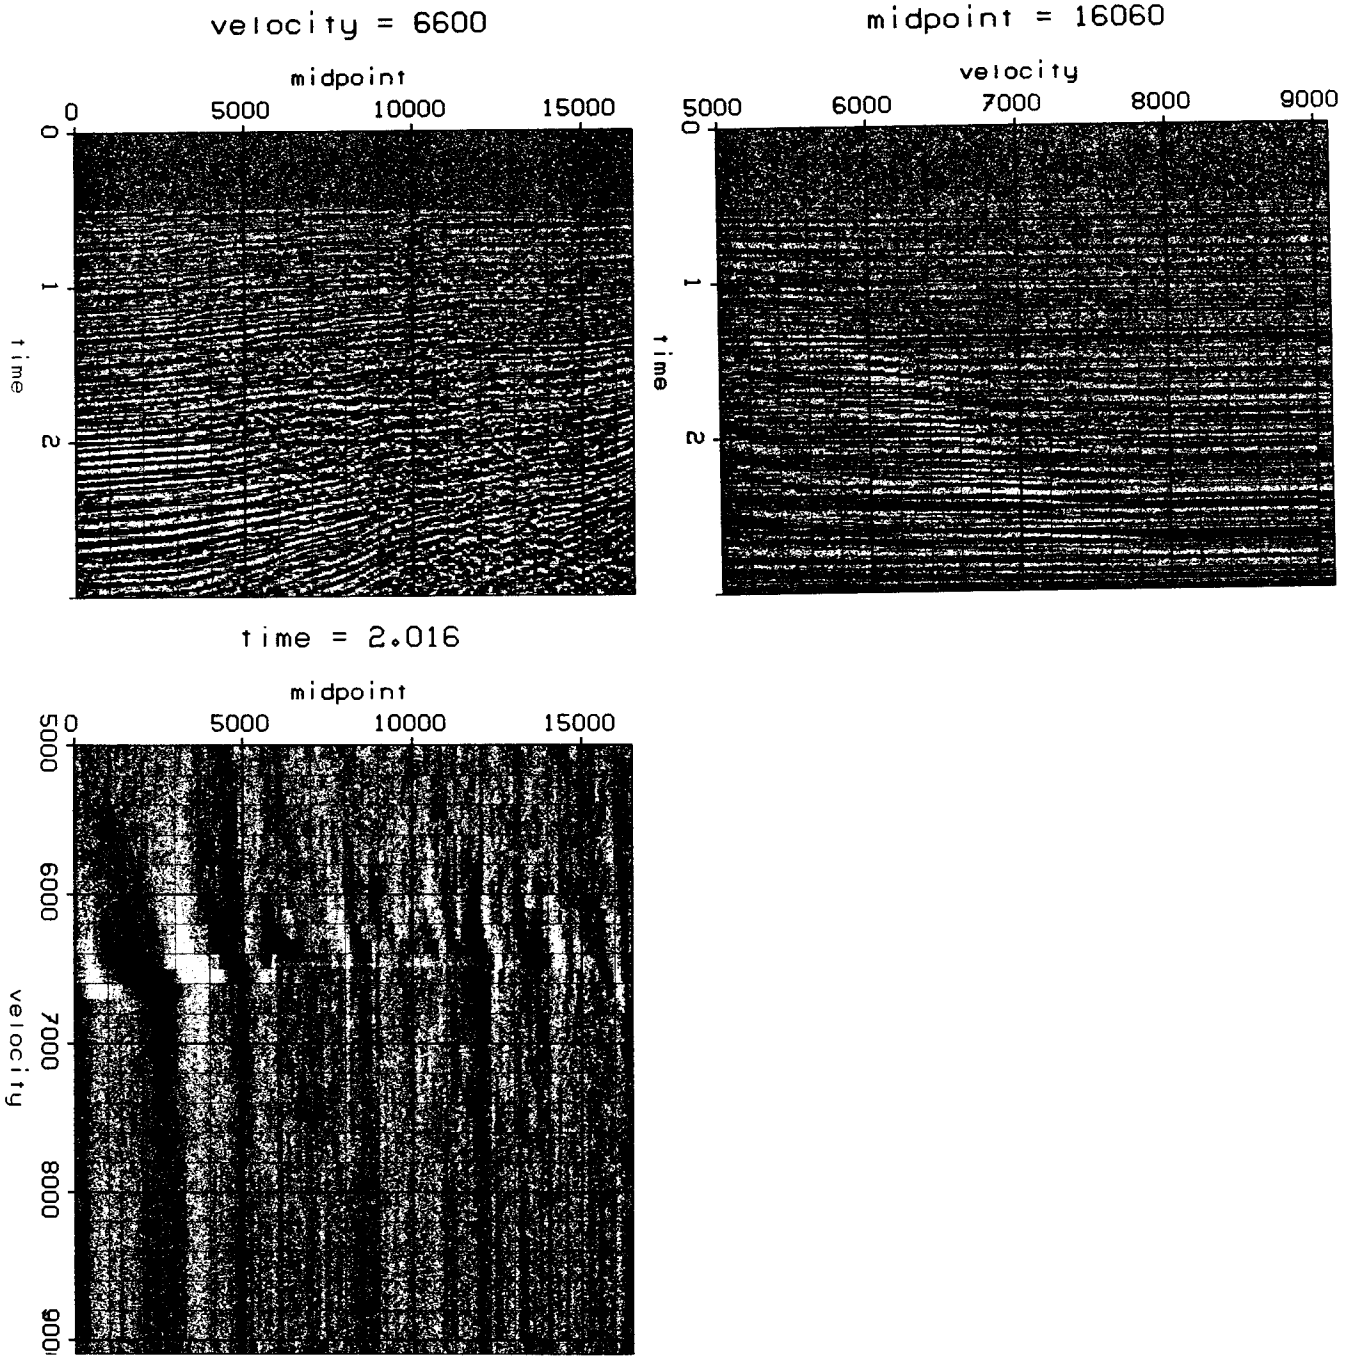 velocity = 6600
midpoint
0 5000 10000 15000
0
1
2
time
midpoint = 16060
velocity
5000 6000 7000 8000 9000
0
1
2
time
time = 2.016
midpoint
0 5000 10000 15000
5000
6000
7000
8000
velocity